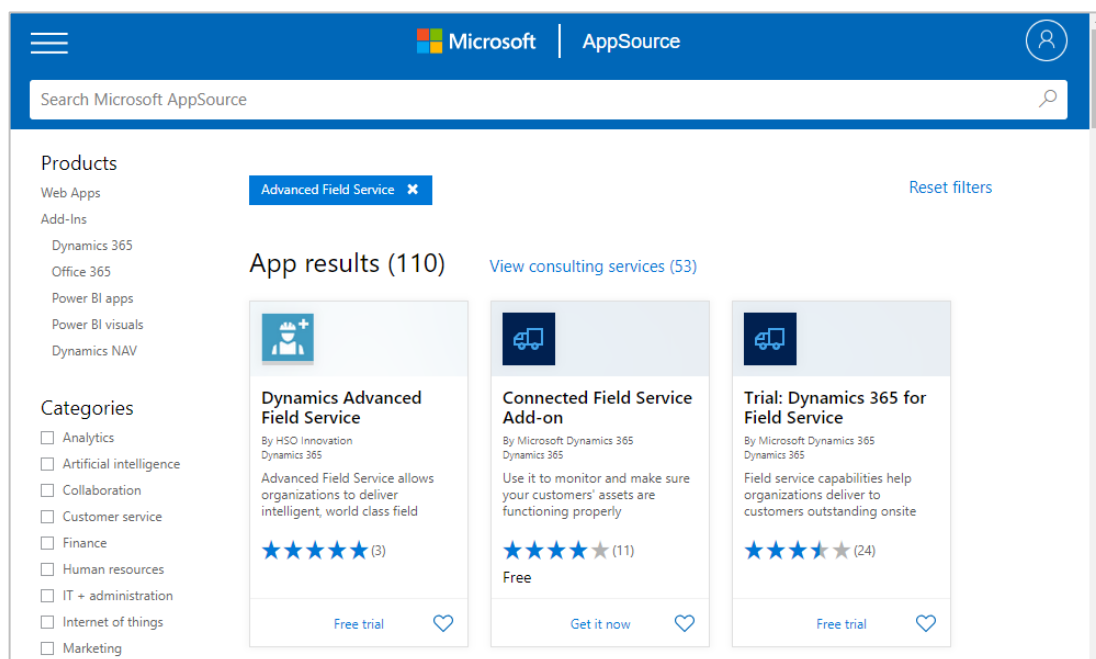 Microsoft | AppSource
Search Microsoft AppSource
Products
Web Apps
Add-Ins
Dynamics 365
Office 365
Power BI apps
Power BI visuals
Dynamics NAV
Categories
Analytics
Artificial intelligence
Collaboration
Customer service
Finance
Human resources
IT + administration
Internet of things
Marketing
Advanced Field Service
Reset filters
App results (110)
View consulting services (53)
Dynamics Advanced
Field Service
By HSO Innovation
Dynamics 365
Advanced Field Service allows
organizations to deliver
intelligent, world class field
(3)
Free trial
Connected Field Service
Add-on
By Microsoft Dynamics 365
Dynamics 365
Use it to monitor and make sure
your customers' assets are
functioning properly
(11)
Free
Get it now
Trial: Dynamics 365 for
Field Service
By Microsoft Dynamics 365
Dynamics 365
Field service capabilities help
organizations deliver to
customers outstanding onsite
(24)
Free trial